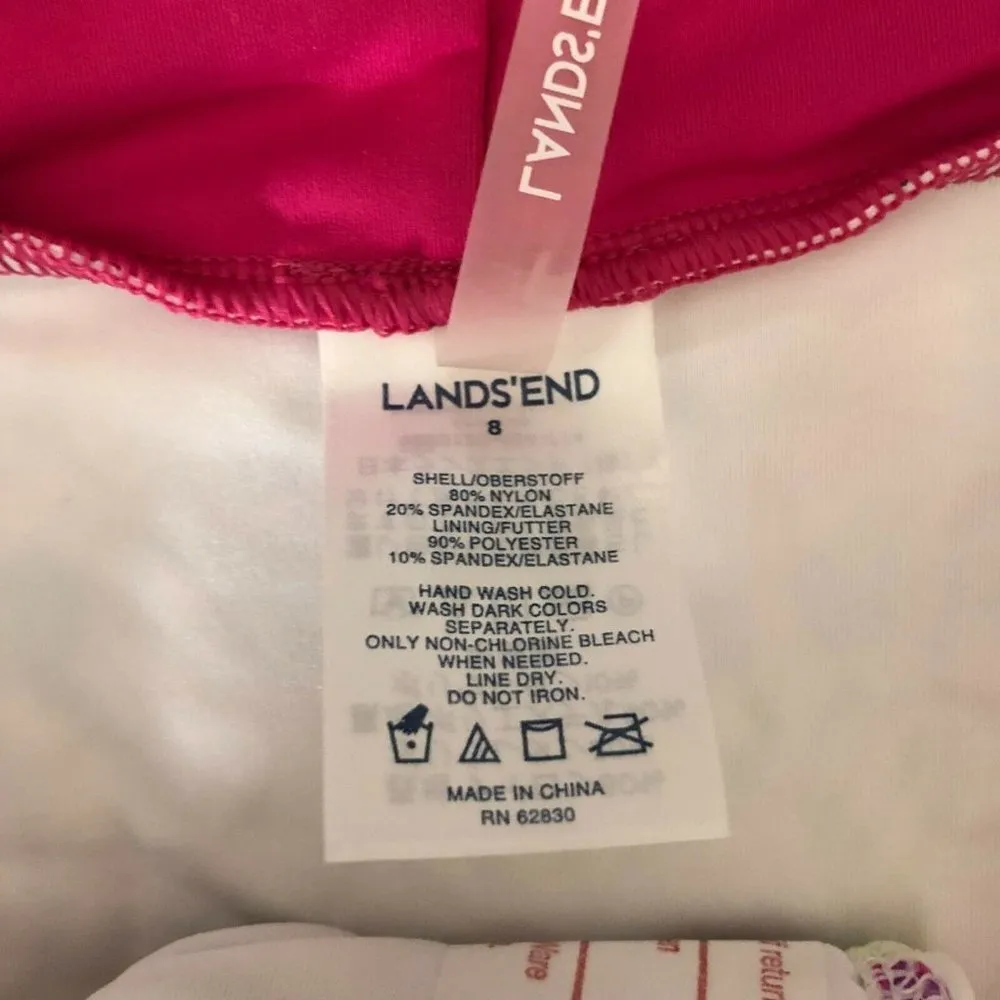 LANDS'E
LANDS'END
8
SHELL/OBERSTOFF
80% NYLON
20% SPANDEX/ELASTANE
LINING/FUTTER
90% POLYESTER
10% SPANDEX/ELASTANE
HAND WASH COLD.
WASH DARK COLORS
SEPARATELY.
ONLY NON-CHLORINE BLEACH
WHEN NEEDED.
LINE DRY.
DO NOT IRON.
MADE IN CHINA
RN 62830
Ware
f return